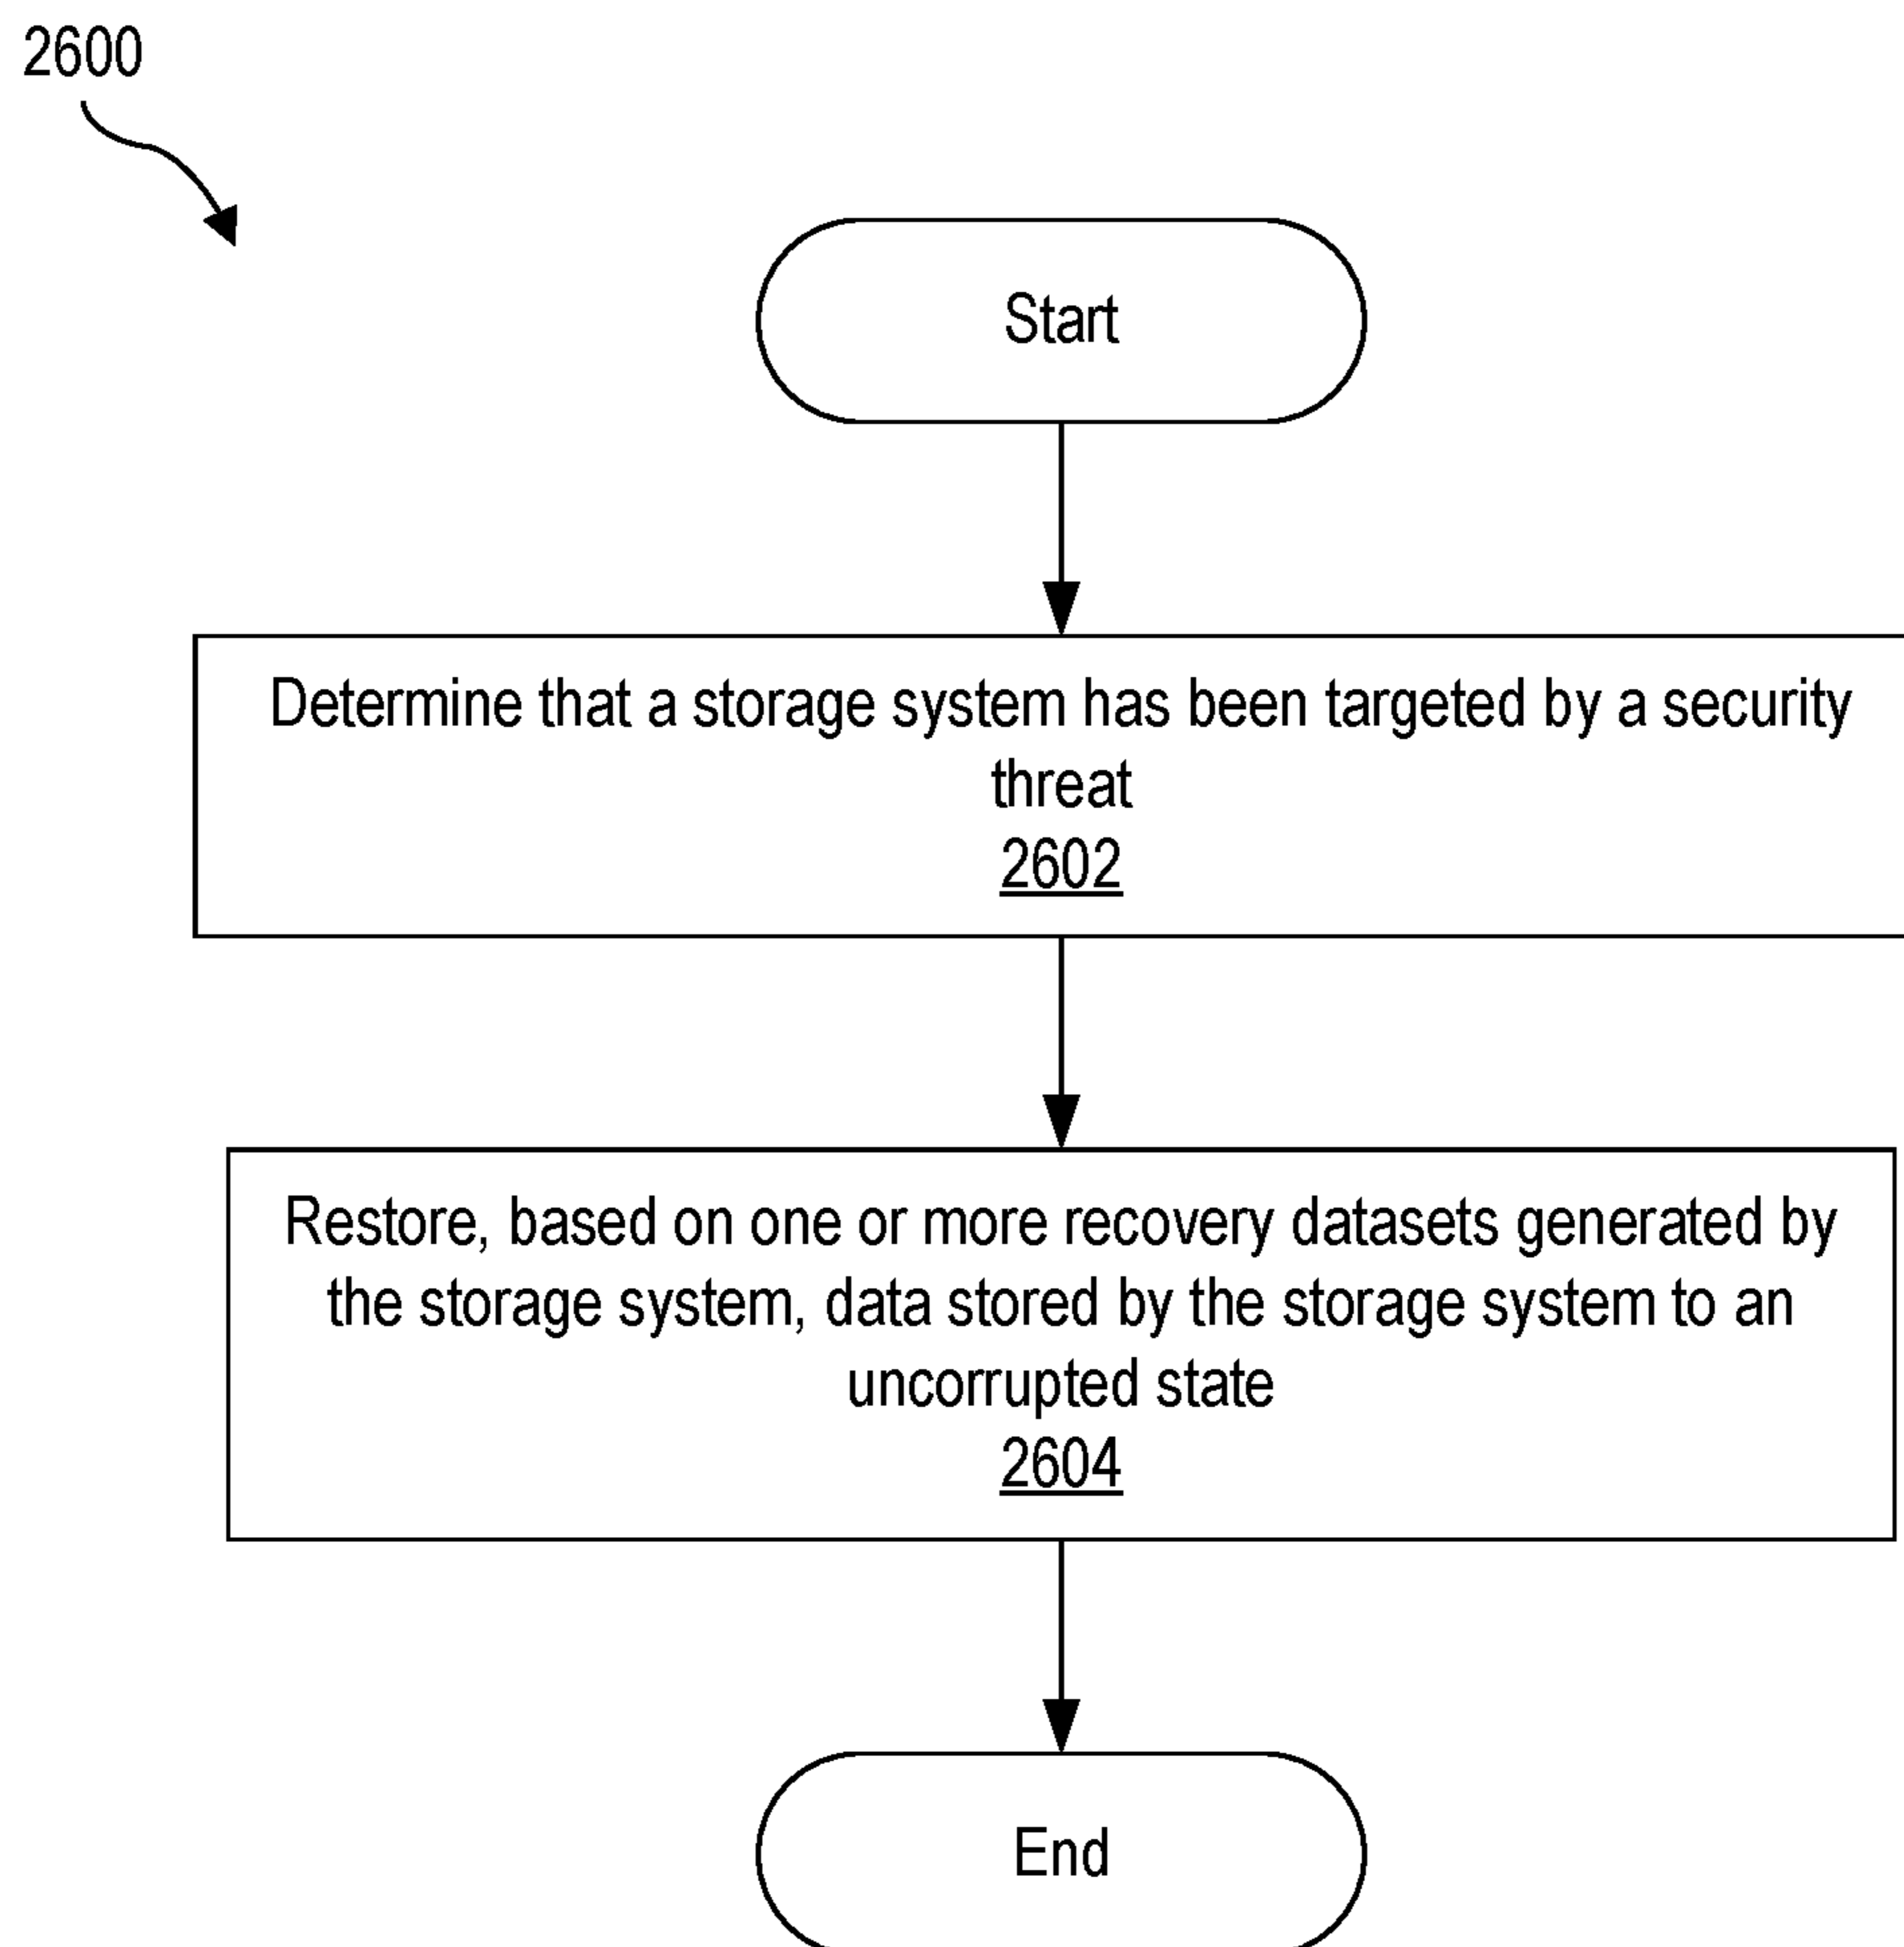 2600
Start
Determine that a storage system has been targeted by a security
threat
2602
Restore, based on one or more recovery datasets generated by
the storage system, data stored by the storage system to an
uncorrupted state
2604
End